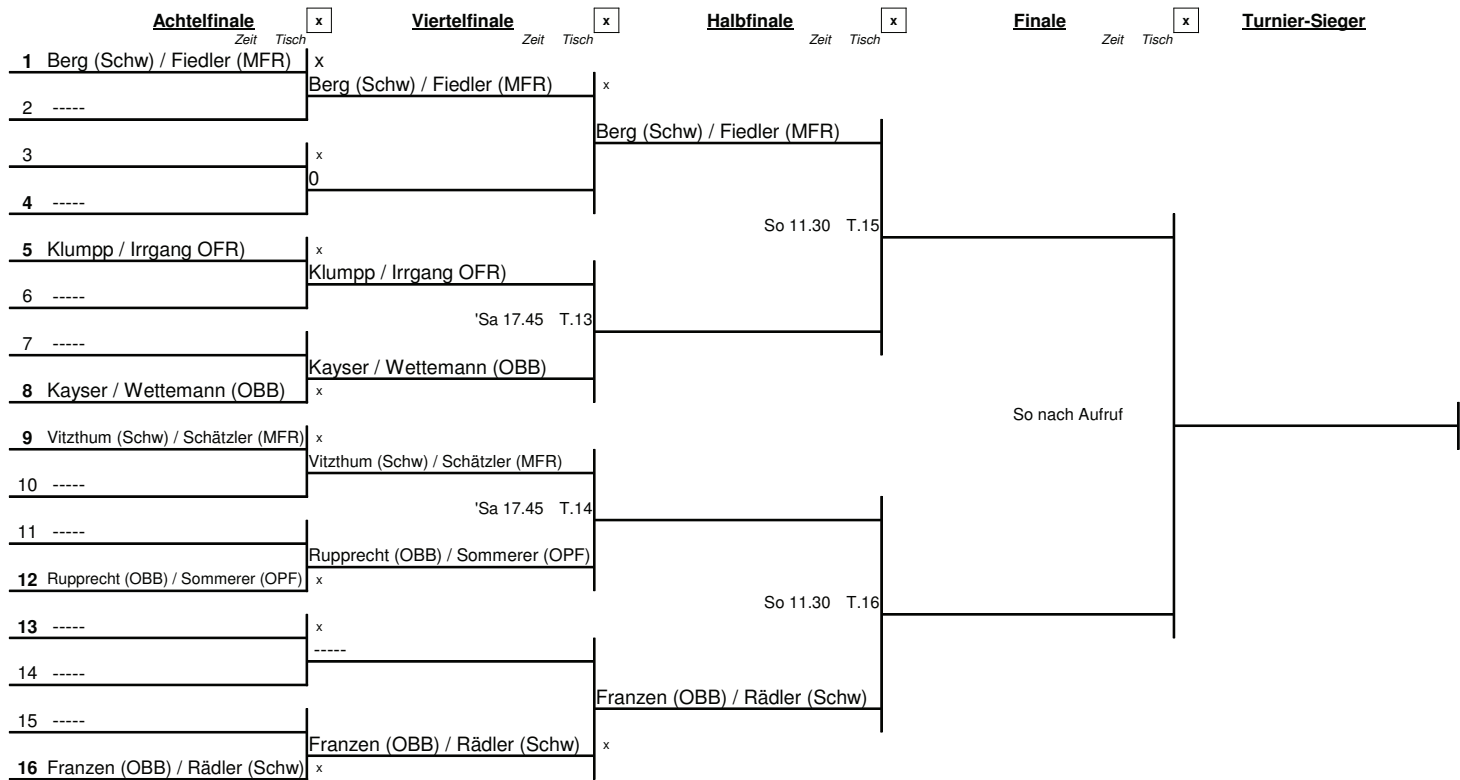 Achtelfinale x Viertelfinale x Halbfinale x Finale x Turnier-Sieger
Zeit Tisch Zeit Tisch Zeit Tisch Zeit Tisch
1 Berg (Schw) / Fiedler (MFR) x
Berg (Schw) / Fiedler (MFR) x
2 -----
Berg (Schw) / Fiedler (MFR)
3 x
0
4 -----
So 11.30 T.15
5 Klumpp / Irrgang OFR) x
Klumpp / Irrgang OFR)
6 -----
'Sa 17.45 T.13
7 -----
Kayser / Wettemann (OBB)
8 Kayser / Wettemann (OBB) x
So nach Aufruf
9 Vitzthum (Schw) / Schätzler (MFR) x
Vitzthum (Schw) / Schätzler (MFR)
10 -----
'Sa 17.45 T.14
11 -----
Rupprecht (OBB) / Sommerer (OPF)
12 Rupprecht (OBB) / Sommerer (OPF) x
So 11.30 T.16
13 ----- x
-----
14 -----
Franzen (OBB) / Rädler (Schw)
15 -----
Franzen (OBB) / Rädler (Schw) x
16 Franzen (OBB) / Rädler (Schw) x